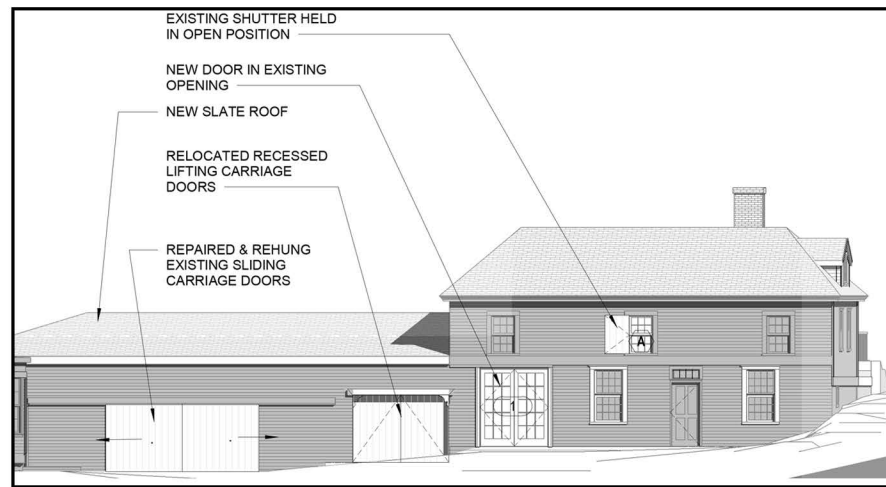 EXISTING SHUTTER HELD
IN OPEN POSITION
NEW DOOR IN EXISTING
OPENING
NEW SLATE ROOF
RELOCATED RECESSED
LIFTING CARRIAGE
DOORS
REPAIRED & REHUNG
EXISTING SLIDING
CARRIAGE DOORS
A
1